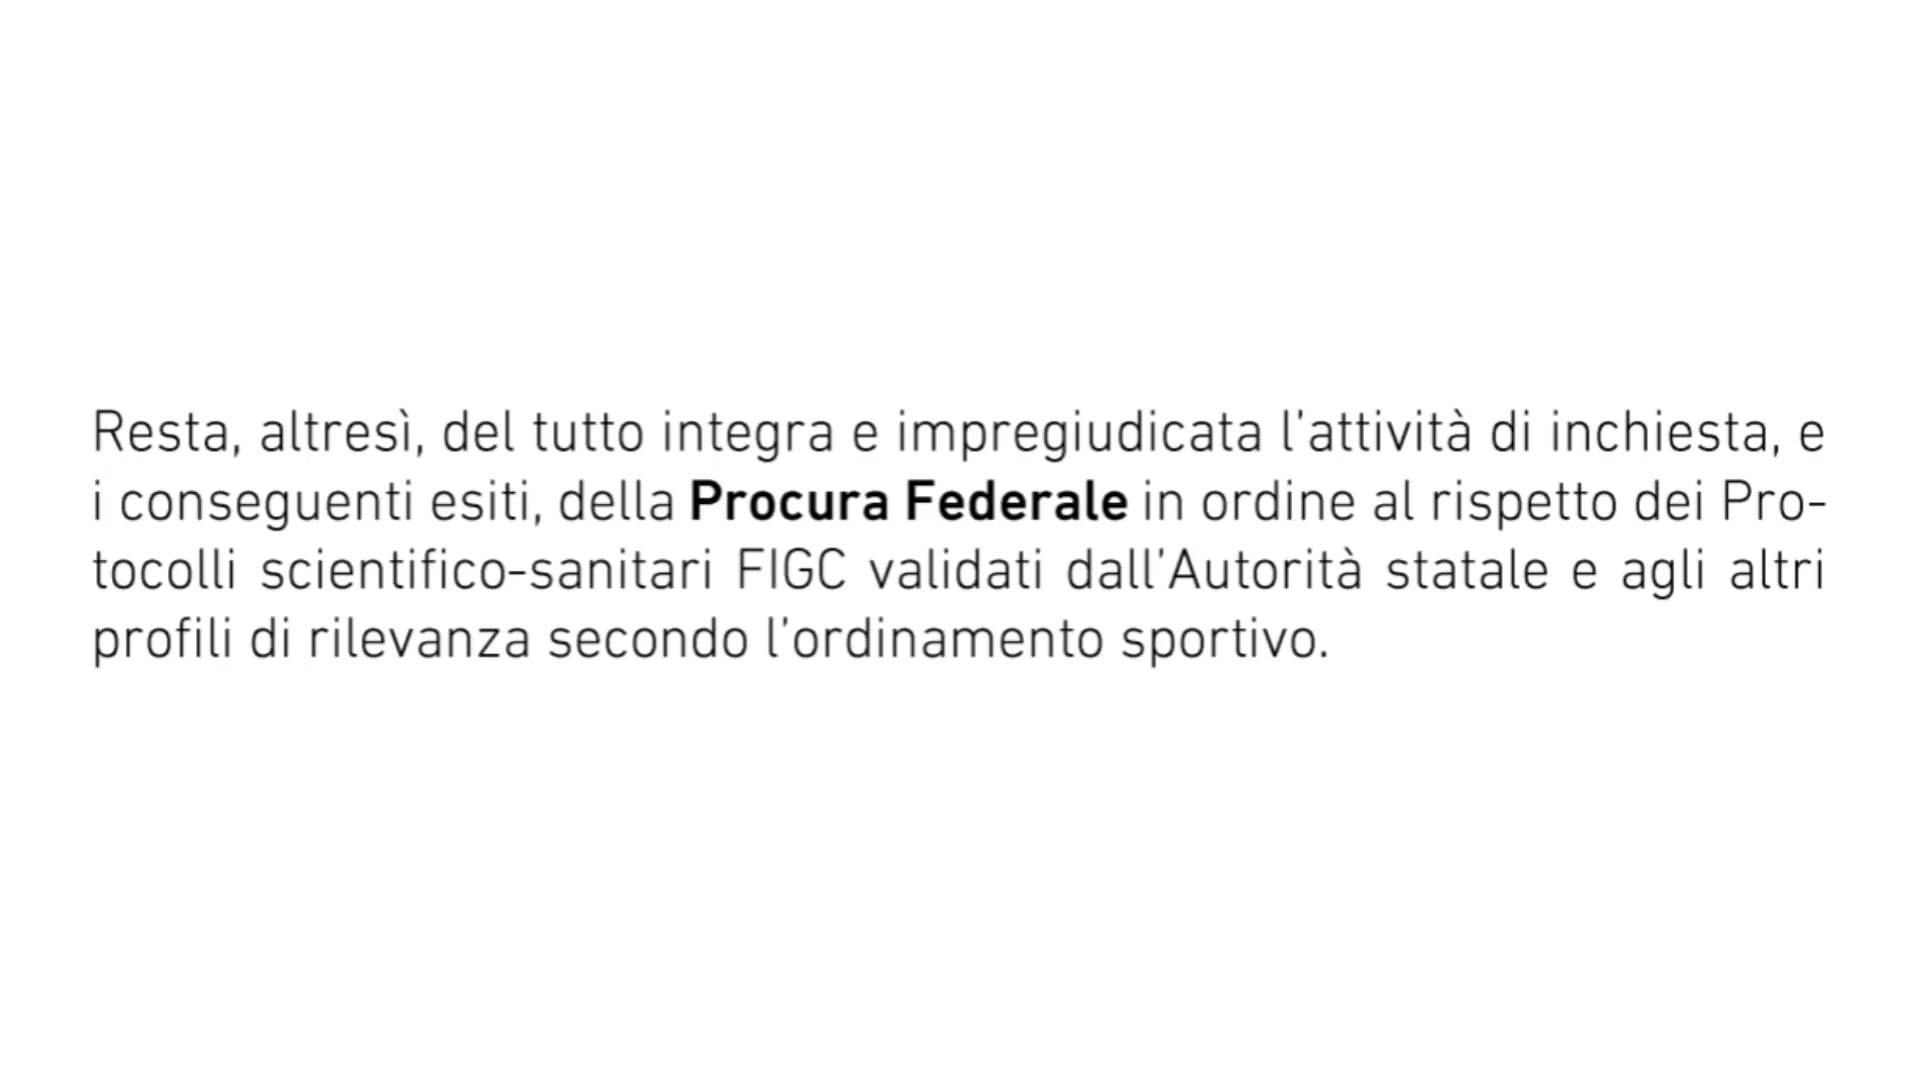 Resta, altresì, del tutto integra e impregiudicata l'attività di inchiesta, e
i conseguenti esiti, della Procura Federale in ordine al rispetto dei Pro-
tocolli scientifico-sanitari FIGC validati dall'Autorità statale e agli altri
profili di rilevanza secondo l'ordinamento sportivo.